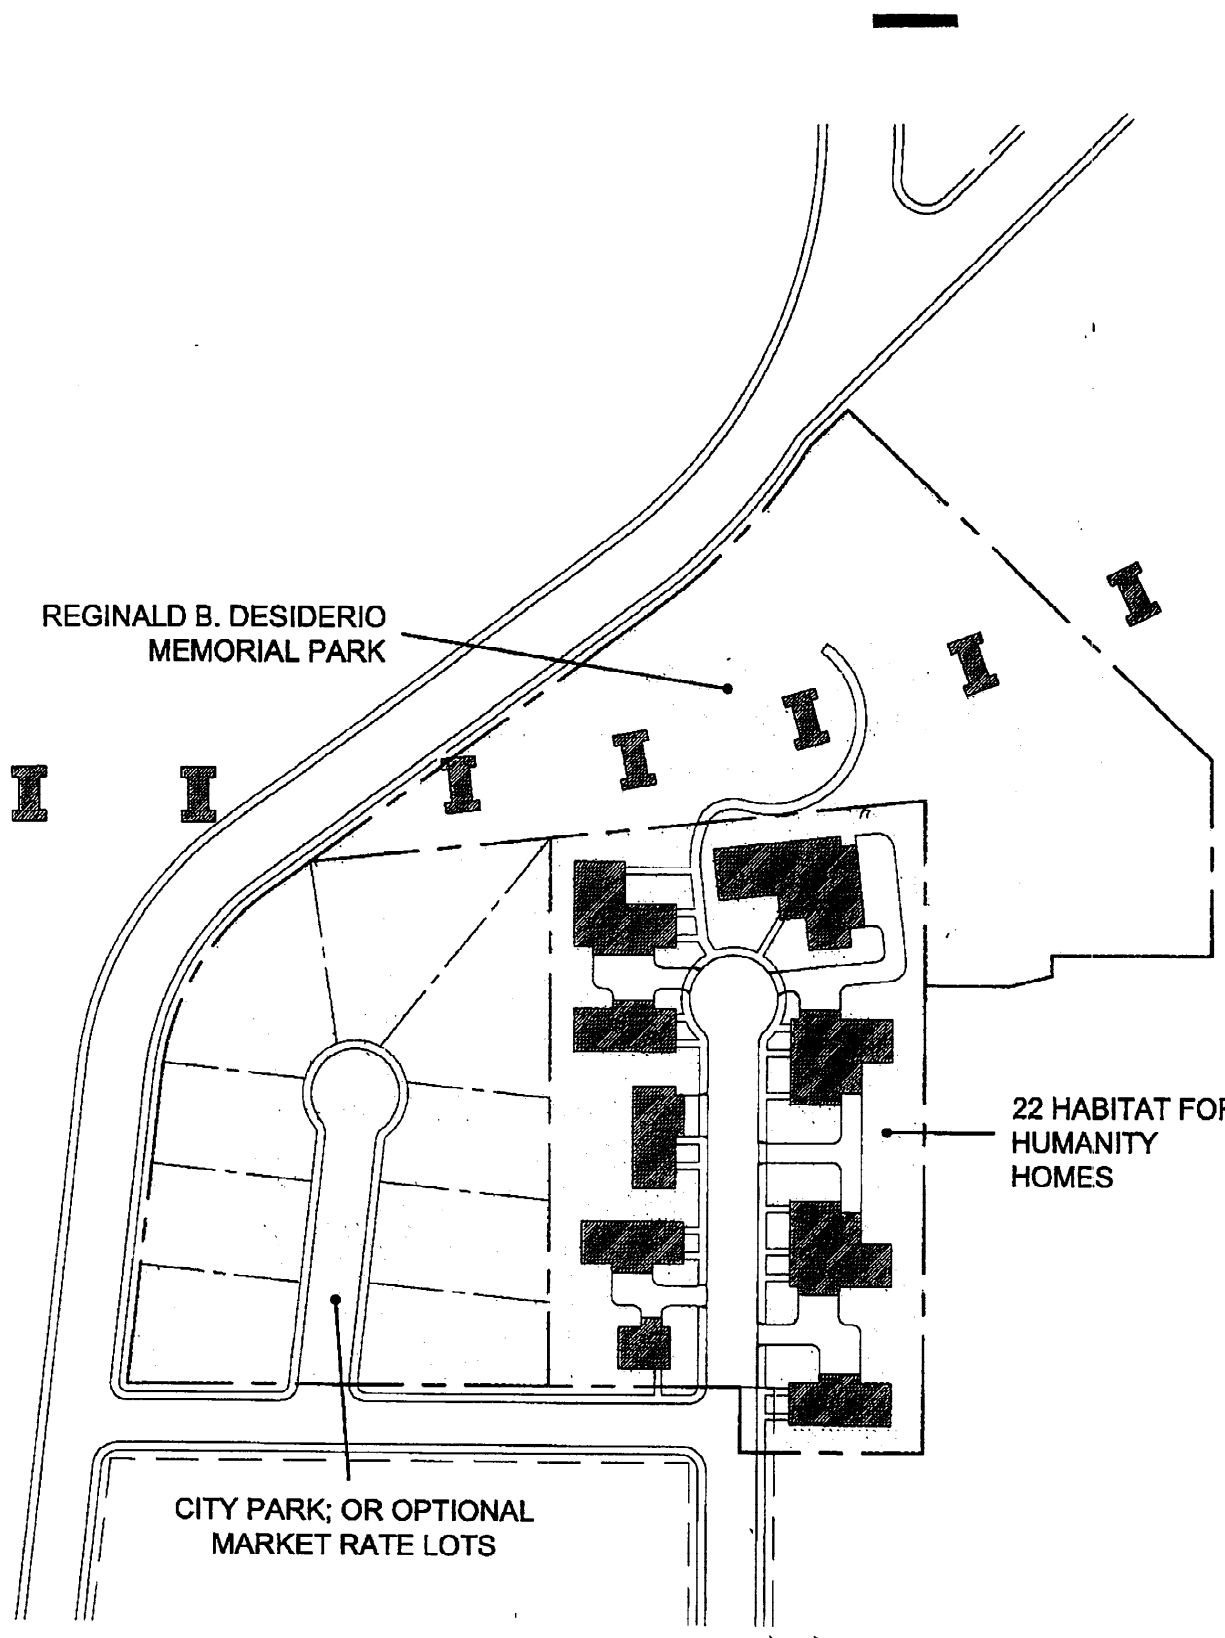 REGINALD B. DESIDERIO
MEMORIAL PARK
22 HABITAT FOR
HUMANITY
HOMES
CITY PARK; OR OPTIONAL
MARKET RATE LOTS